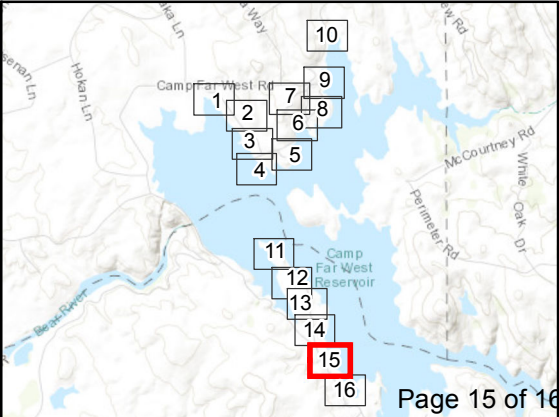 10
Camp Far West Rd
9
7
1
2
8
6
3
5
4
McCourtney Rd
Hokan Ln
White Oak Dr
Perimeter Rd
11
Camp
Far West
Reservoir
12
13
Bear River
14
15
16
Page 15 of 16